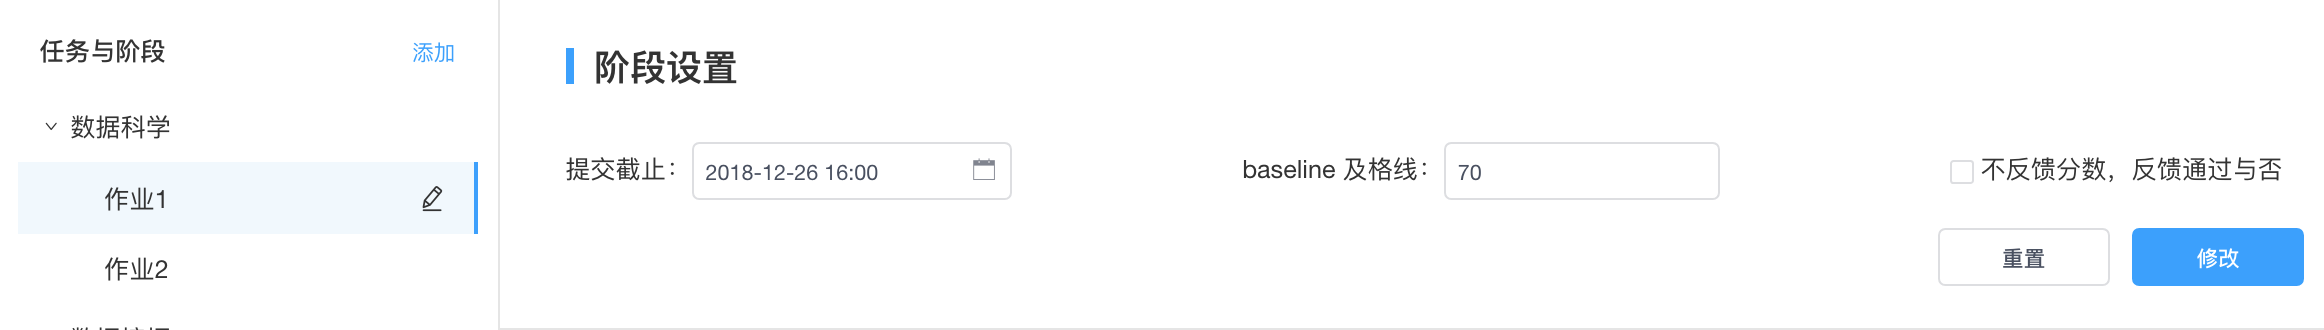 任务与阶段
添加
数据科学
作业1
作业2
阶段设置
提交截止：
2018-12-26 16:00
baseline 及格线：
70
不反馈分数，反馈通过与否
重置
修改